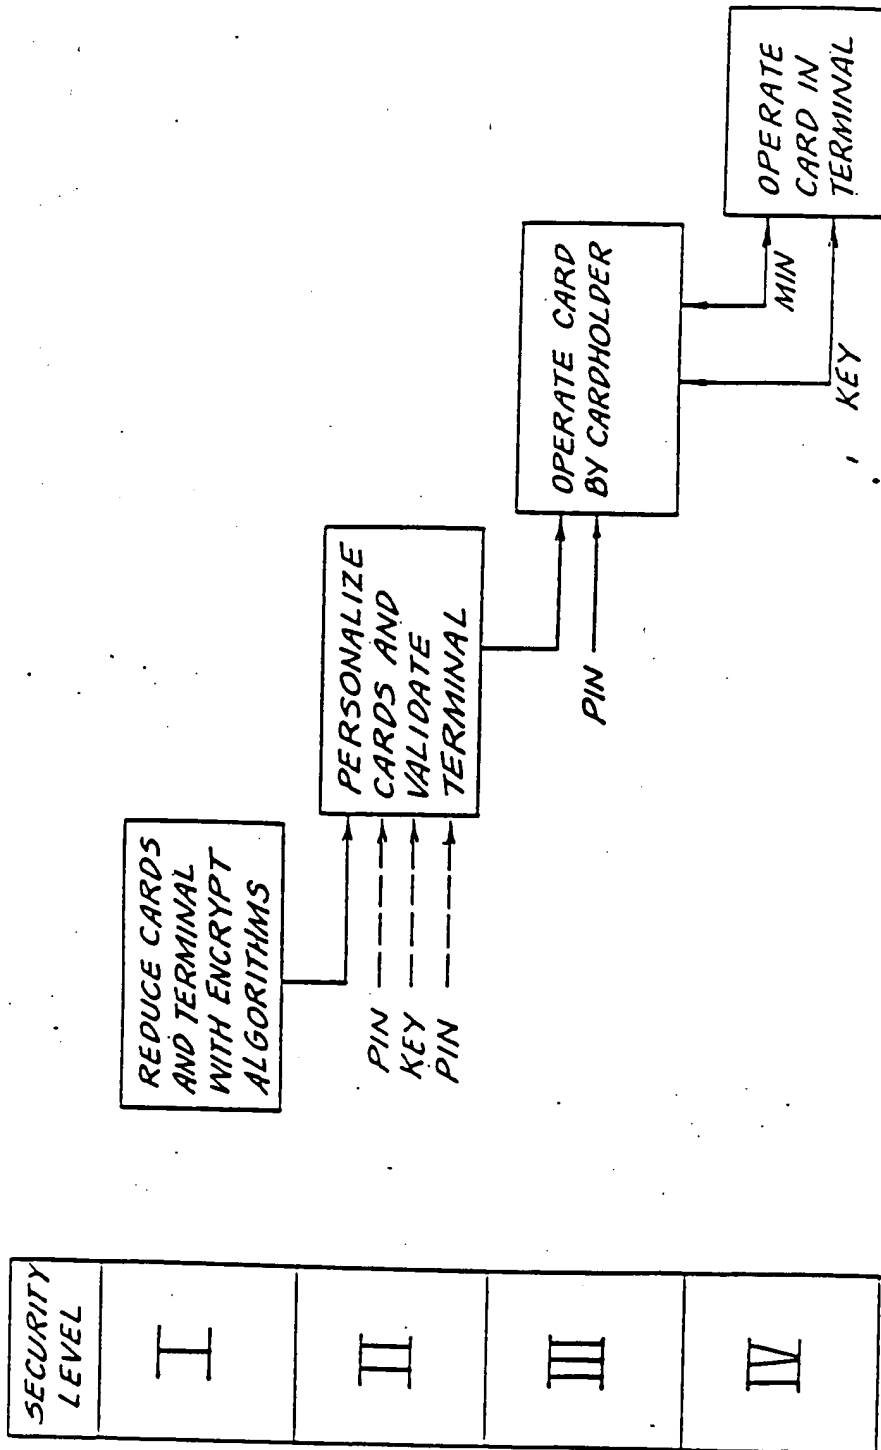 SECURITY
LEVEL
I
II
III
IV
REDUCE CARDS
AND TERMINAL
WITH ENCRYPT
ALGORITHMS
PIN
KEY
PIN
PERSONALIZE
CARDS AND
VALIDATE
TERMINAL
PIN
OPERATE CARD
BY CARDHOLDER
MIN
KEY
OPERATE
CARD IN
TERMINAL